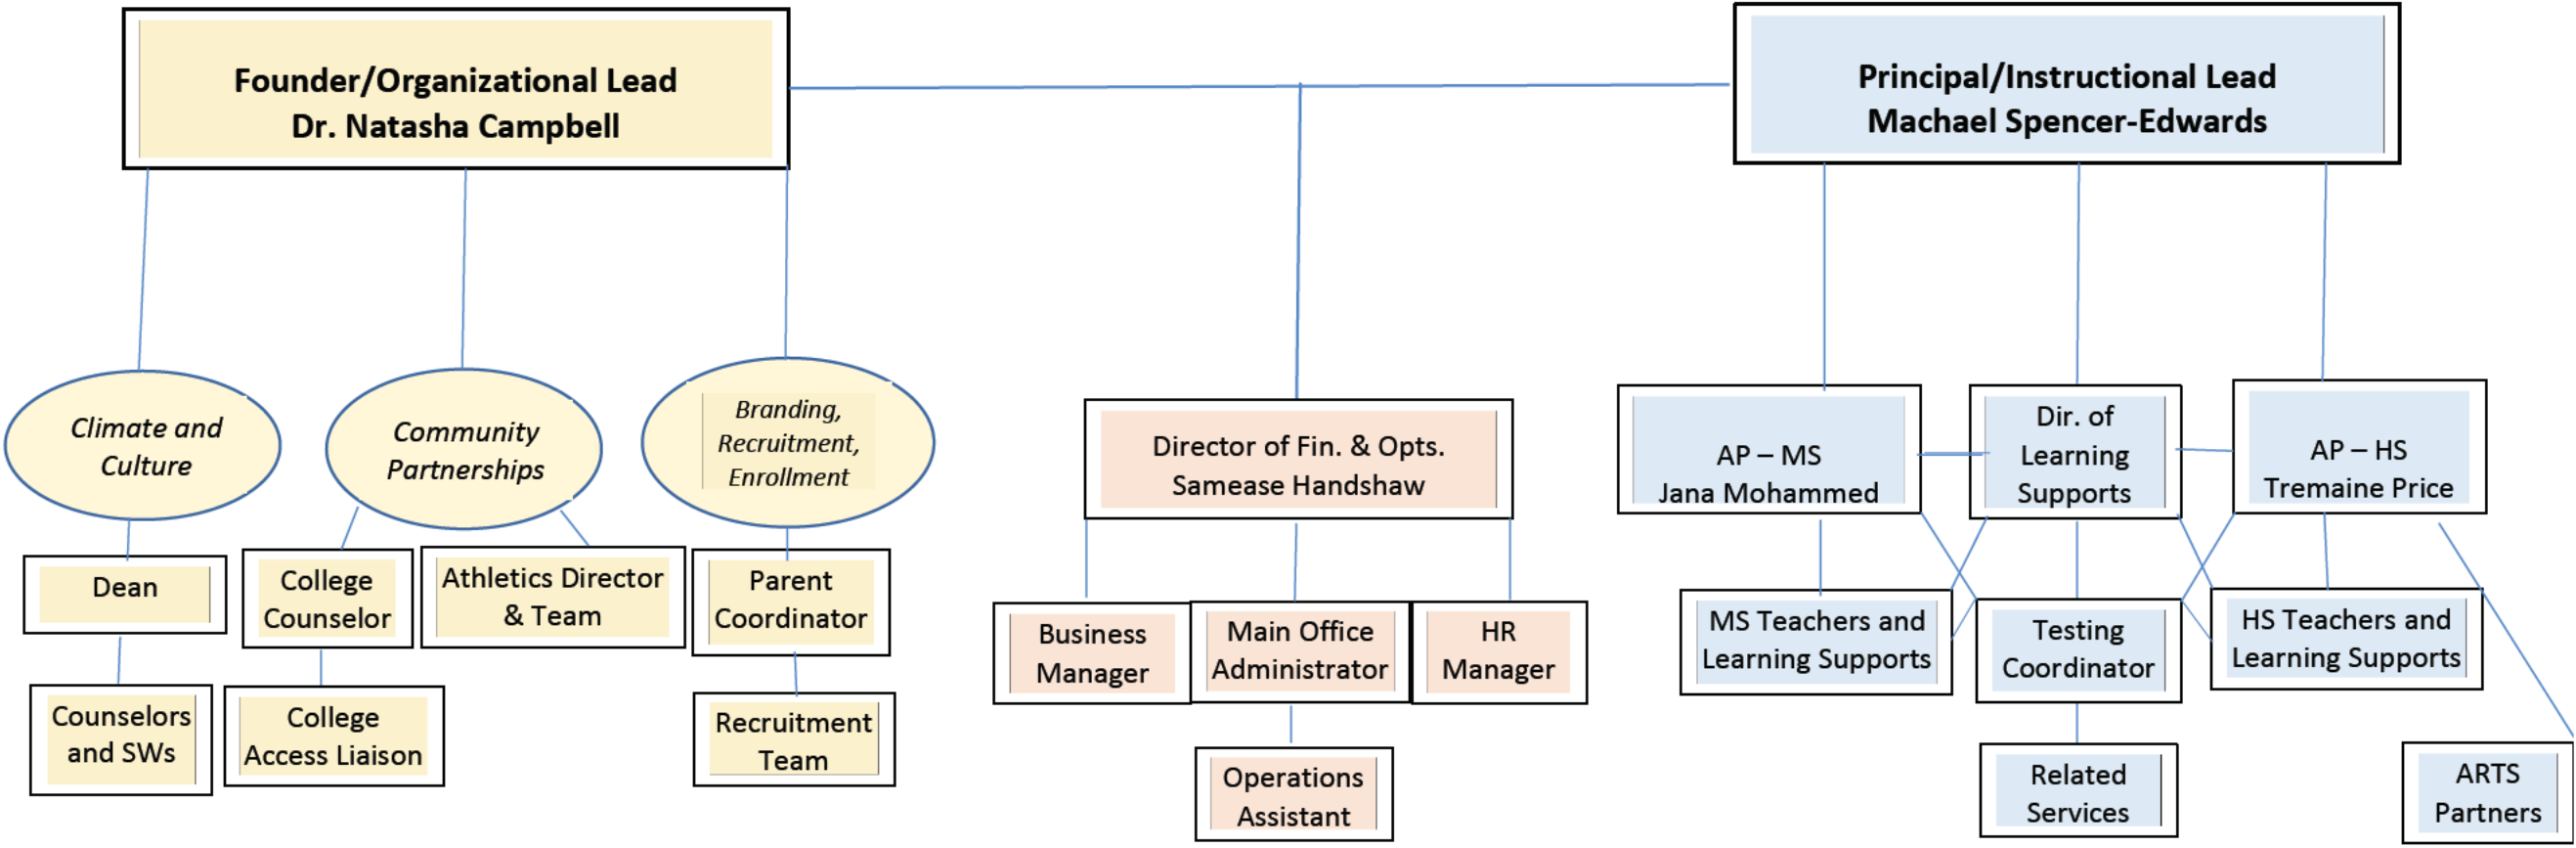 Founder/Organizational Lead
Dr. Natasha Campbell
Principal/Instructional Lead
Machael Spencer-Edwards
Climate and
Culture
Community
Partnerships
Branding,
Recruitment,
Enrollment
Director of Fin. & Opts.
Samease Handshaw
AP – MS
Jana Mohammed
Dir. of
Learning
Supports
AP – HS
Tremaine Price
Dean
College
Counselor
Athletics Director
& Team
Parent
Coordinator
Business
Manager
Main Office
Administrator
HR
Manager
MS Teachers and
Learning Supports
Testing
Coordinator
HS Teachers and
Learning Supports
Counselors
and SWs
College
Access Liaison
Recruitment
Team
Operations
Assistant
Related
Services
ARTS
Partners